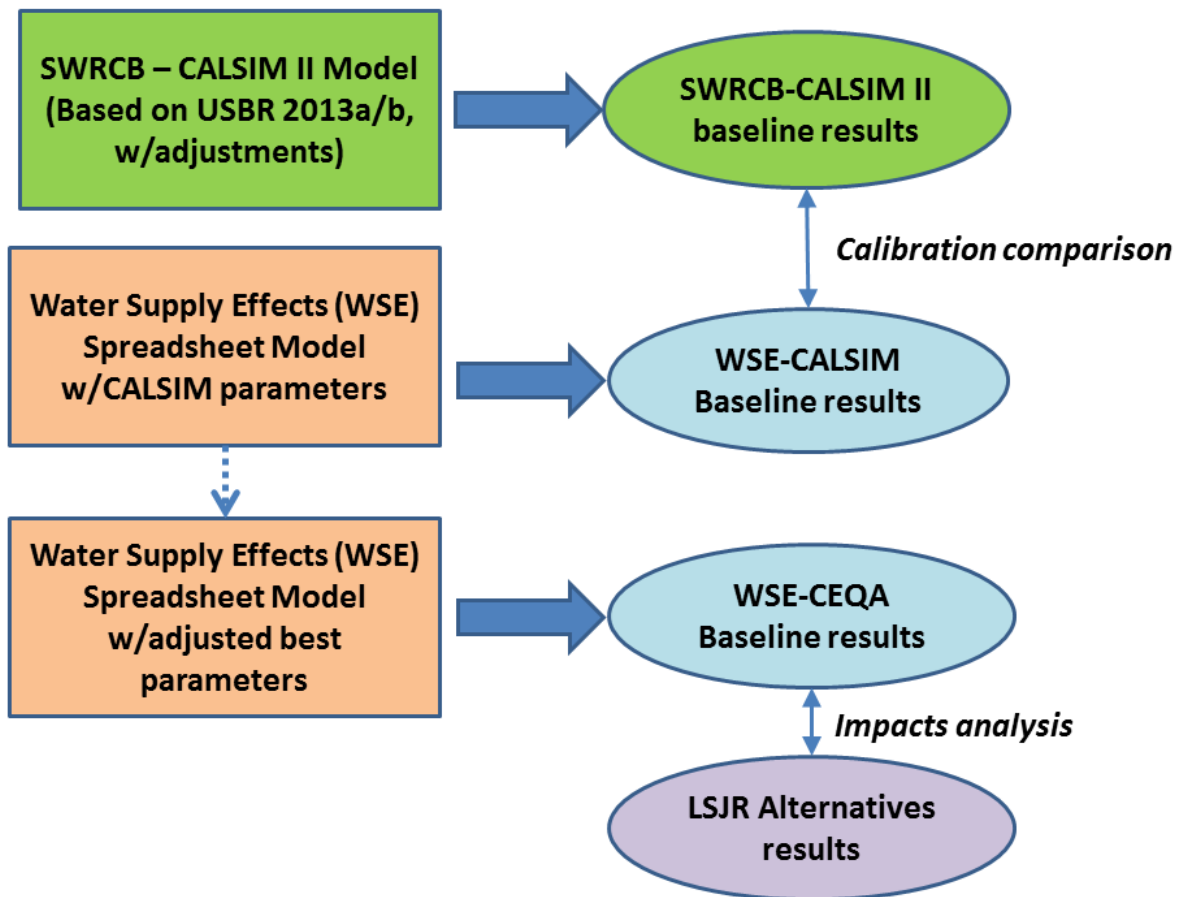 SWRCB – CALSIM II Model
(Based on USBR 2013a/b,
w/adjustments)
SWRCB-CALSIM II
baseline results
Calibration comparison
Water Supply Effects (WSE)
Spreadsheet Model
w/CALSIM parameters
WSE-CALSIM
Baseline results
Water Supply Effects (WSE)
Spreadsheet Model
w/adjusted best
parameters
WSE-CEQA
Baseline results
Impacts analysis
LSJR Alternatives
results